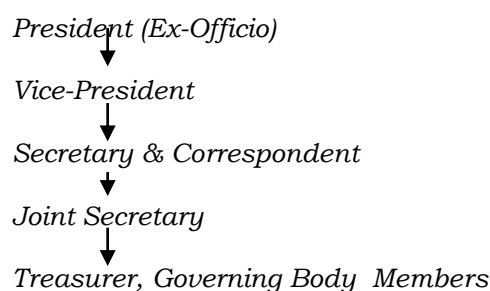 President (Ex-Officio)
Vice-President
Secretary & Correspondent
Joint Secretary
Treasurer, Governing Body Members